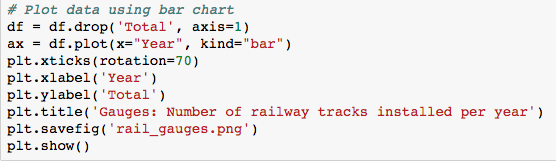 # Plot data using bar chart
df = df.drop('Total', axis=1)
ax = df.plot(x="Year", kind="bar")
plt.xticks(rotation=70)
plt.xlabel('Year')
plt.ylabel('Total')
plt.title('Gauges: Number of railway tracks installed per year')
plt.savefig('rail_gauges.png')
plt.show()